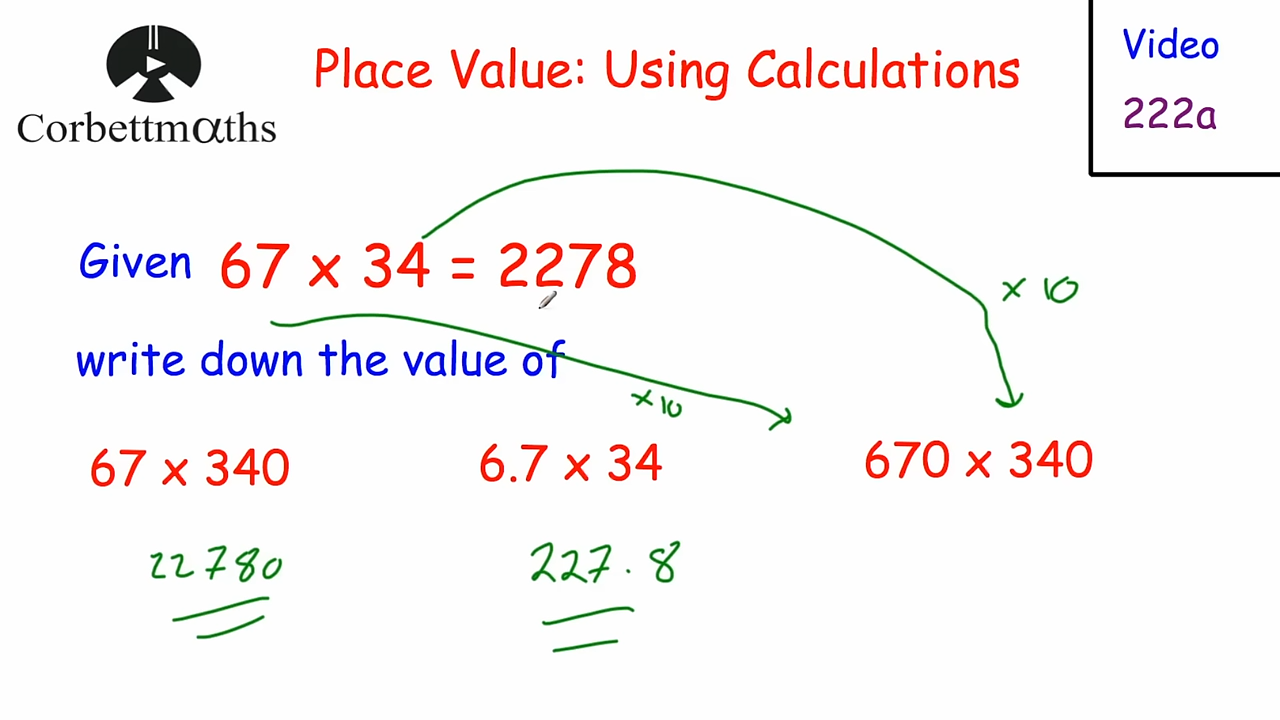 Corbettmαths
Place Value: Using Calculations
Video
222a
Given 67 x 34 = 2278
x 10
write down the value of
x 10
67 x 340
6.7 x 34
670 x 340
22780
227.8